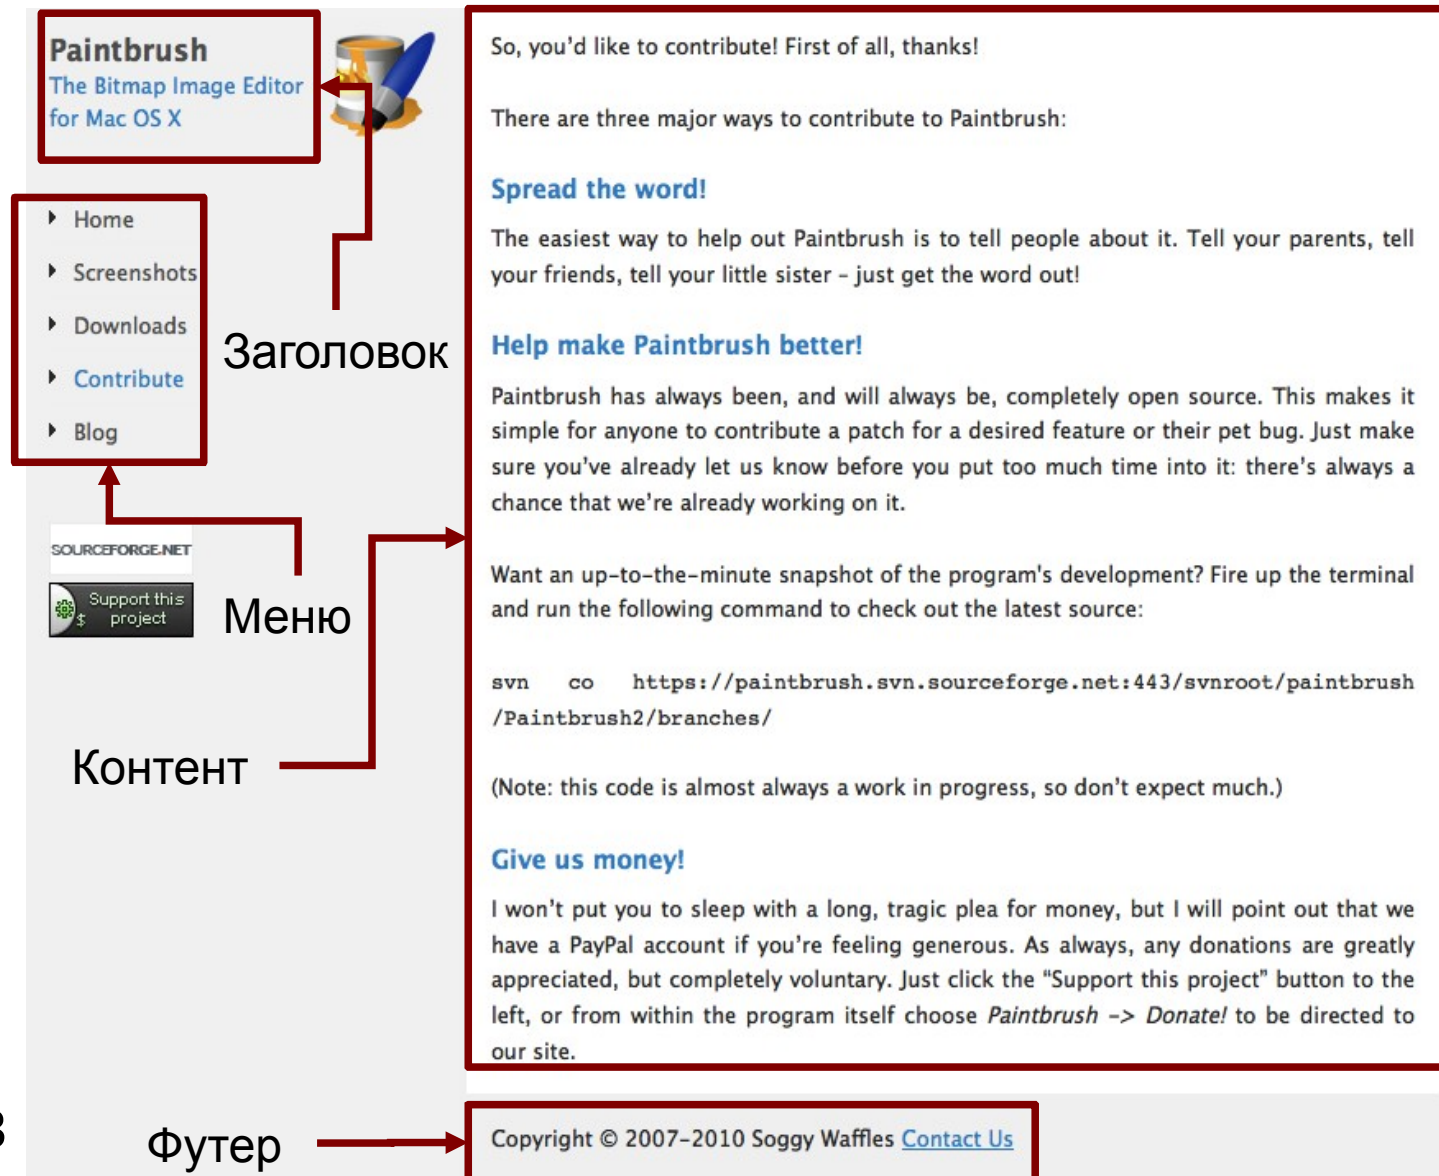 Paintbrush
The Bitmap Image Editor
for Mac OS X
Home
Screenshots
Downloads
Contribute
Blog
Заголовок
SOURCEFORGE.NET
Support this
$ project
Меню
Контент
So, you’d like to contribute! First of all, thanks!
There are three major ways to contribute to Paintbrush:
Spread the word!
The easiest way to help out Paintbrush is to tell people about it. Tell your parents, tell
your friends, tell your little sister – just get the word out!
Help make Paintbrush better!
Paintbrush has always been, and will always be, completely open source. This makes it
simple for anyone to contribute a patch for a desired feature or their pet bug. Just make
sure you’ve already let us know before you put too much time into it: there’s always a
chance that we’re already working on it.
Want an up-to-the-minute snapshot of the program's development? Fire up the terminal
and run the following command to check out the latest source:
svn co https://paintbrush.svn.sourceforge.net:443/svnroot/paintbrush
/Paintbrush2/branches/
(Note: this code is almost always a work in progress, so don’t expect much.)
Give us money!
I won’t put you to sleep with a long, tragic plea for money, but I will point out that we
have a PayPal account if you’re feeling generous. As always, any donations are greatly
appreciated, but completely voluntary. Just click the “Support this project” button to the
left, or from within the program itself choose Paintbrush -> Donate! to be directed to
our site.
Футер
Copyright © 2007-2010 Soggy Waffles Contact Us